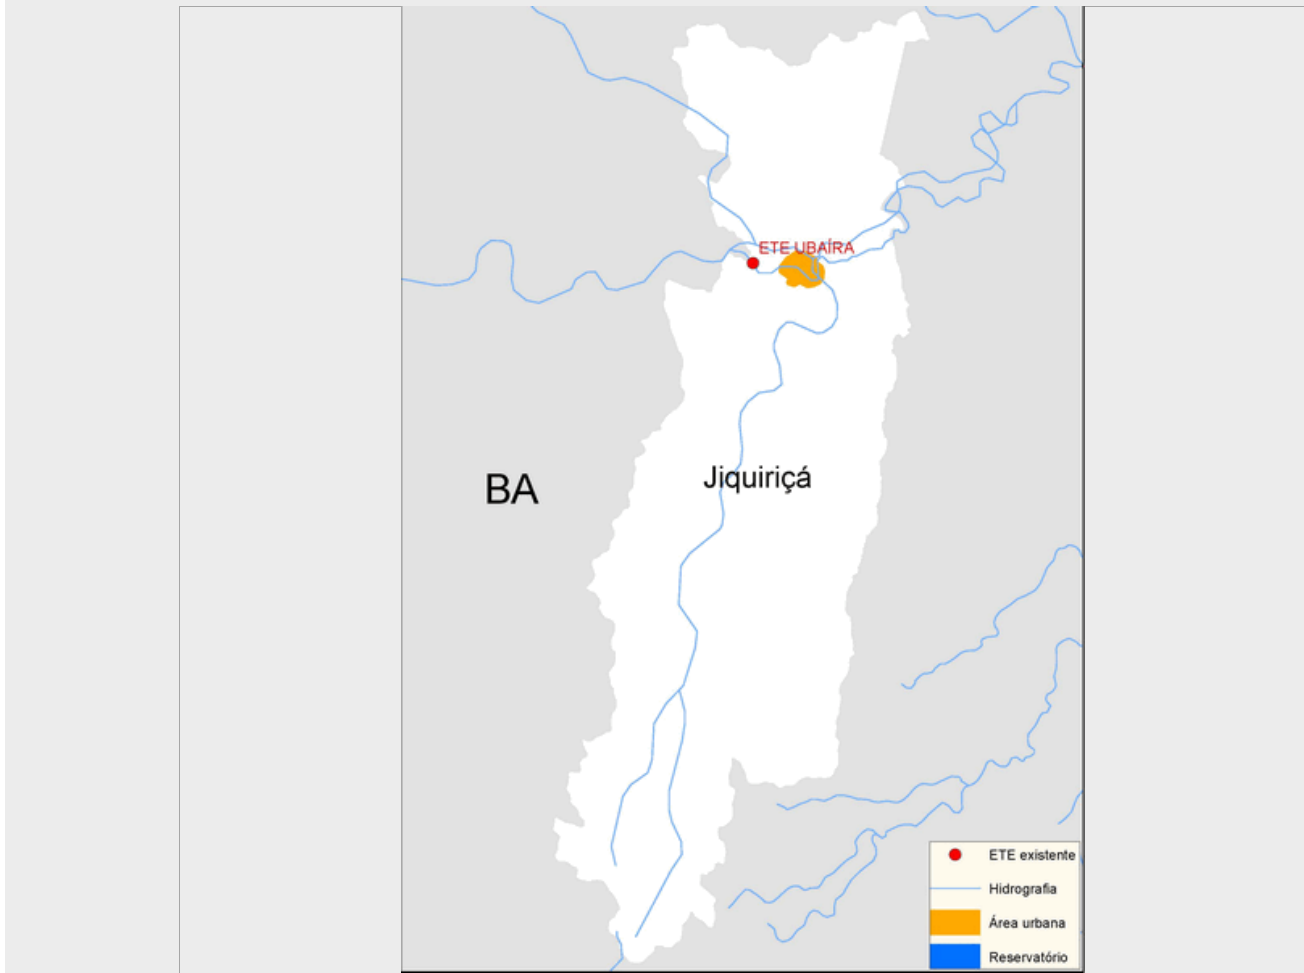 ETE UBAÍRA
Jiquiriçá
BA
ETE existente
Hidrografia
Área urbana
Reservatório